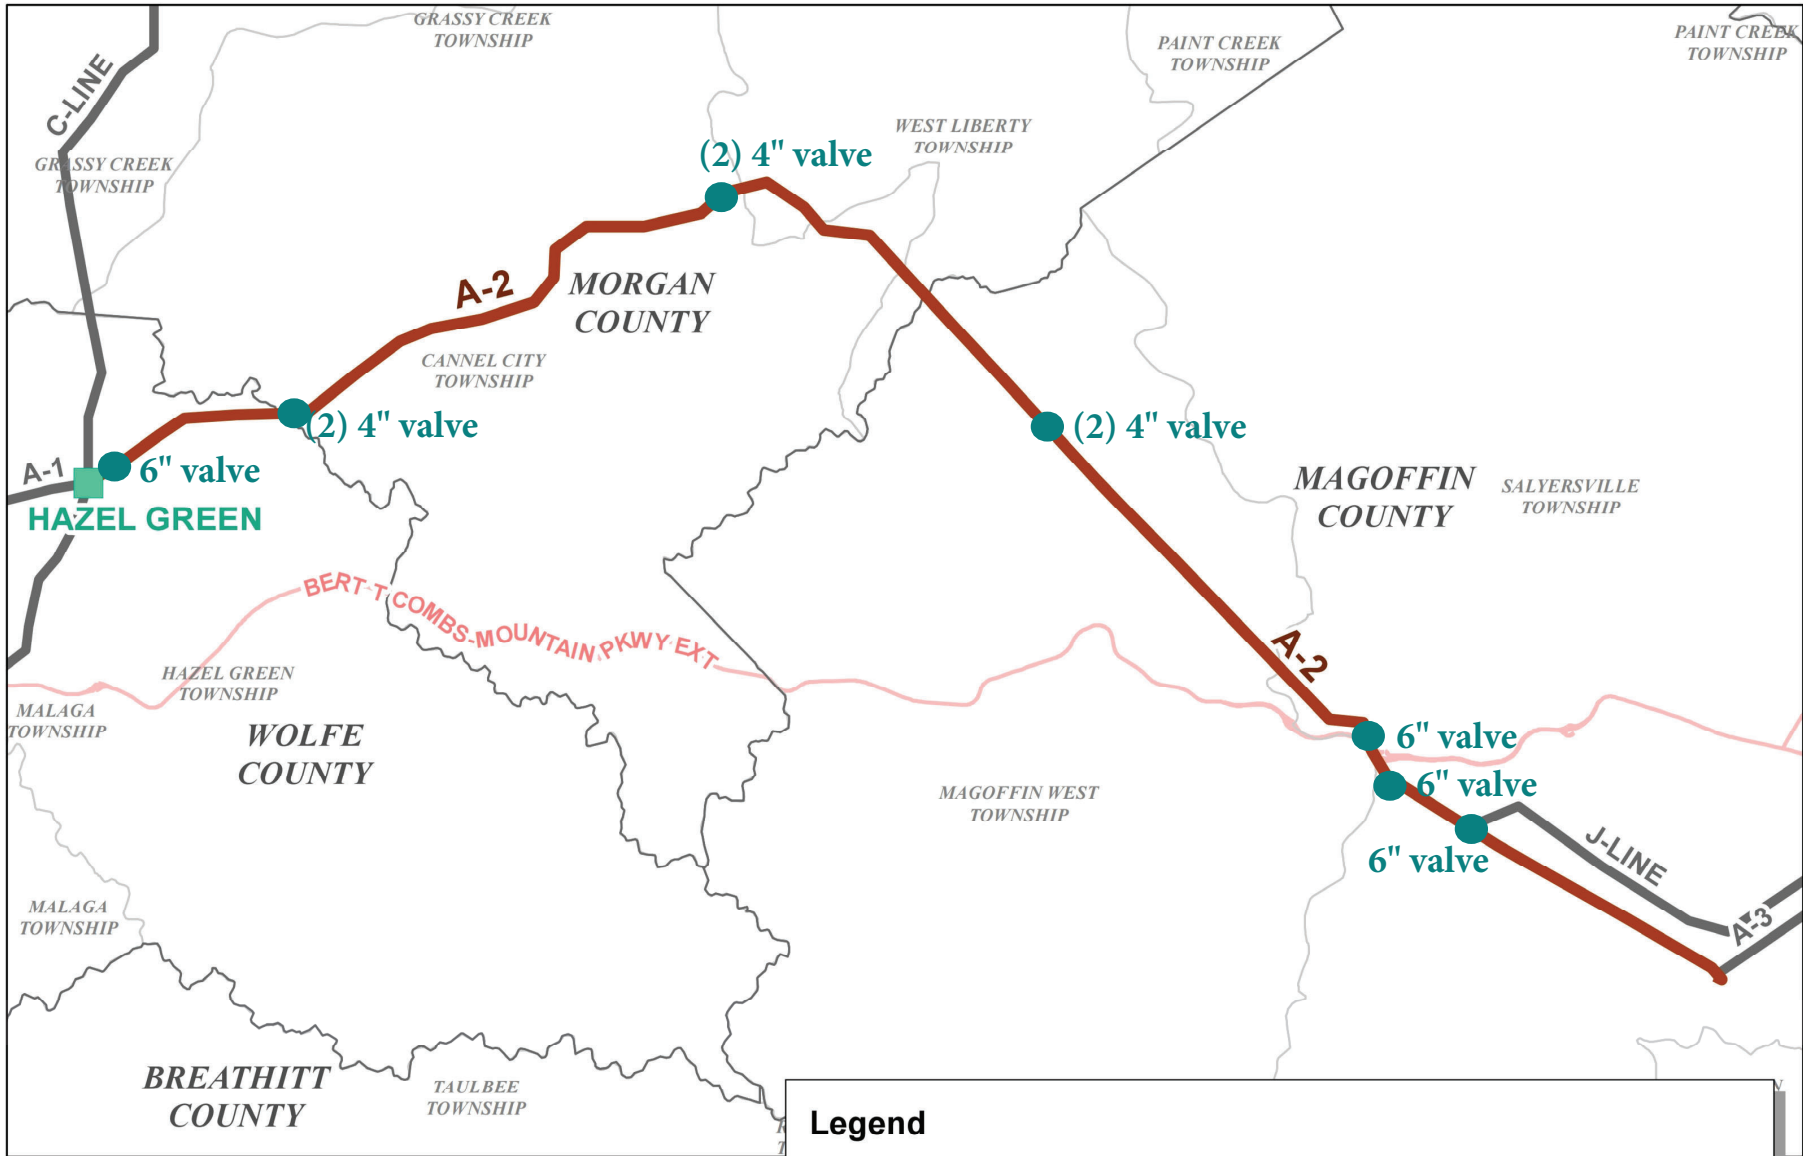 GRASSY CREEK
TOWNSHIP
PAINT CREEK
TOWNSHIP
PAINT CREEK
TOWNSHIP
C-LINE
WEST LIBERTY
TOWNSHIP
(2) 4" valve
GRASSY CREEK
TOWNSHIP
A-2
MORGAN
COUNTY
CANNEL CITY
TOWNSHIP
(2) 4" valve
(2) 4" valve
A-1
6" valve
HAZEL GREEN
MAGOFFIN
COUNTY
SALYERSVILLE
TOWNSHIP
BERT T COMBS-MOUNTAIN PKWY EXT
A-2
HAZEL GREEN
TOWNSHIP
MALAGA
TOWNSHIP
WOLFE
COUNTY
6" valve
6" valve
MAGOFFIN WEST
TOWNSHIP
6" valve
J-LINE
MALAGA
TOWNSHIP
A-3
BREATHITT
COUNTY
TAULBEE
TOWNSHIP
Legend